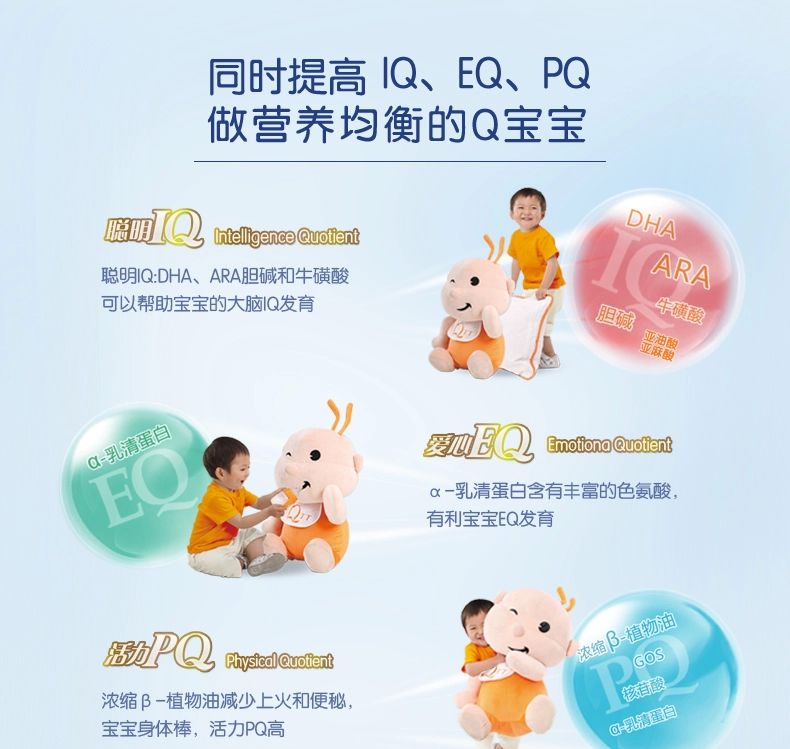 同时提高 IQ、EQ、PQ
做营养均衡的Q宝宝
聪明IQ Intelligence Quotient
聪明IQ:DHA、ARA胆碱和牛磺酸
可以帮助宝宝的大脑IQ发育
IQ
DHA
ARA
牛磺酸
胆碱
亚油酸
亚麻酸
α-乳清蛋白
EQ
爱心EQ Emotiona Quotient
α-乳清蛋白含有丰富的色氨酸，
有利宝宝EQ发育
活力PQ Physical Quotient
浓缩β-植物油减少上火和便秘，
宝宝身体棒，活力PQ高
浓缩β-植物油
PQ
GOS
核苷酸
α-乳清蛋白